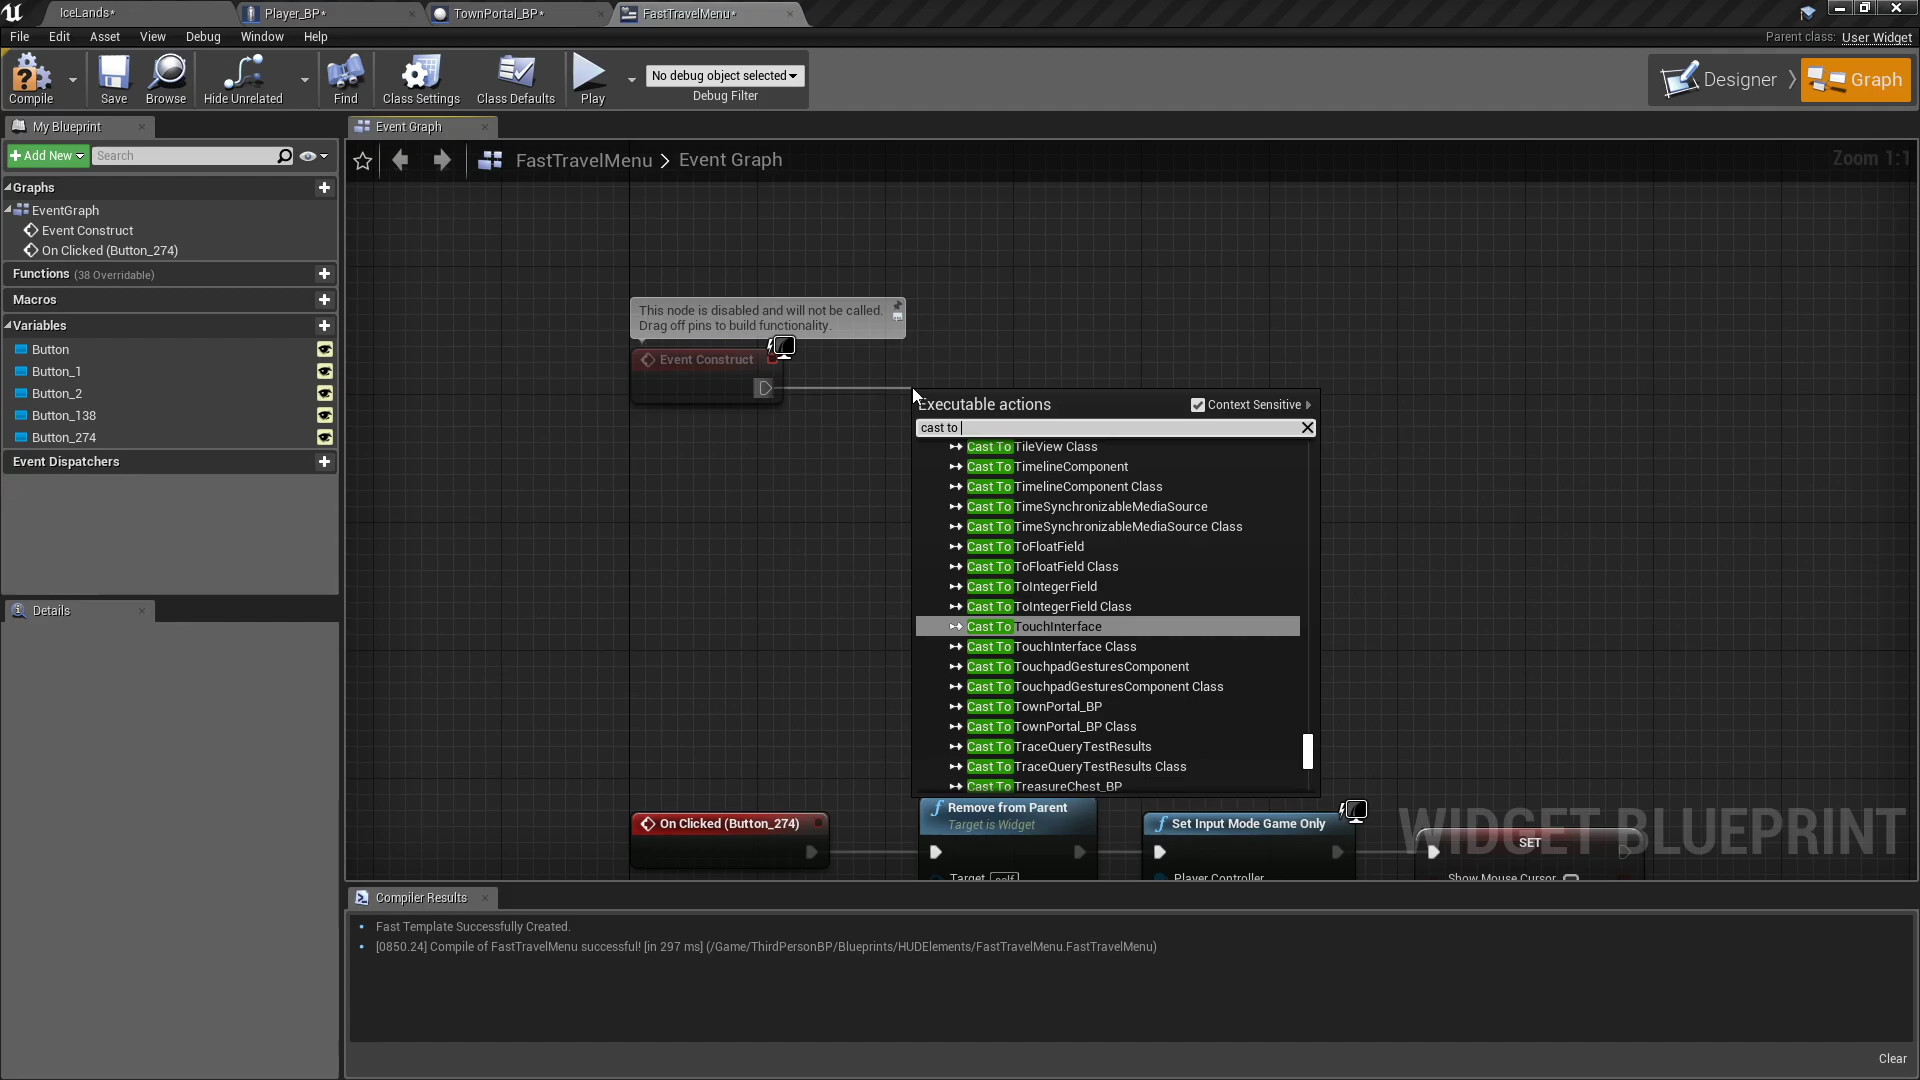 IceLands*
Player_BP*
TownPortal_BP*
FastTravelMenu*
File Edit Asset View Debug Window Help
Parent class: User Widget
Compile
Save
Browse
Hide Unrelated
Find
Class Settings
Class Defaults
Play
No debug object selected
Debug Filter
Designer
Graph
My Blueprint
Event Graph
Add New
Search
FastTravelMenu > Event Graph
Zoom 1:1
Graphs
EventGraph
Event Construct
On Clicked (Button_274)
Functions (38 Overridable)
Macros
Variables
Button
Button_1
Button_2
Button_138
Button_274
Event Dispatchers
Details
This node is disabled and will not be called.
Drag off pins to build functionality.
Event Construct
Executable actions
Context Sensitive
cast to
Cast To TileView Class
Cast To TimelineComponent
Cast To TimelineComponent Class
Cast To TimeSynchronizableMediaSource
Cast To TimeSynchronizableMediaSource Class
Cast To ToFloatField
Cast To ToFloatField Class
Cast To ToIntegerField
Cast To ToIntegerField Class
Cast To TouchInterface
Cast To TouchInterface Class
Cast To TouchpadGesturesComponent
Cast To TouchpadGesturesComponent Class
Cast To TownPortal_BP
Cast To TownPortal_BP Class
Cast To TraceQueryTestResults
Cast To TraceQueryTestResults Class
Cast To TreasureChest_BP
On Clicked (Button_274)
Remove from Parent
Target is Widget
Target self
Set Input Mode Game Only
Player Controller
SET
Show Mouse Cursor
WIDGET BLUEPRINT
Compiler Results
Fast Template Successfully Created.
[0850.24] Compile of FastTravelMenu successful! [in 297 ms] (/Game/ThirdPersonBP/Blueprints/HUDElements/FastTravelMenu.FastTravelMenu)
Clear